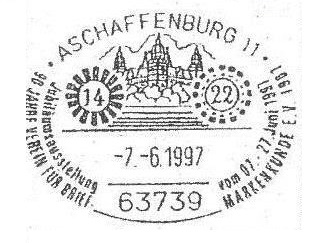 · ASCHAFFENBURG 11 ·
14
22
-7.-6.1997
63739
Jubiläumsausstellung
90 JAHRE VEREIN FÜR BRIEF-
vom 07.-27. Juni 1997
MARKENKUNDE E.V. 1907